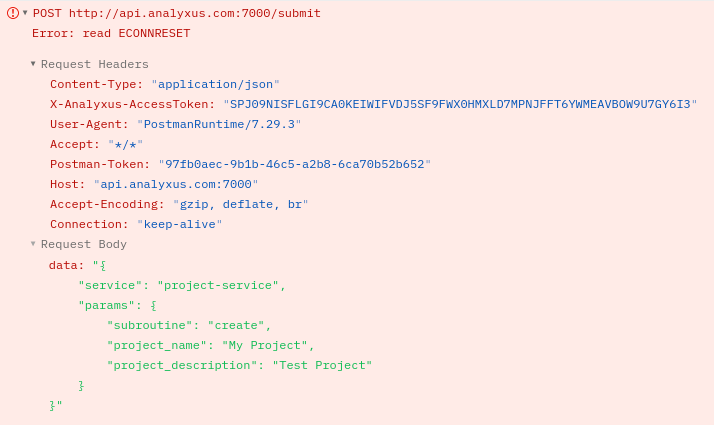 POST http://api.analyxus.com:7000/submit
Error: read ECONNRESET
Request Headers
Content-Type: "application/json"
X-Analyxus-AccessToken: "SPJ09NISFLGI9CA0KEIWIFVDJ5SF9FWX0HMXLD7MPNJFFT6YWMEAVBOW9U7GY6I3"
User-Agent: "PostmanRuntime/7.29.3"
Accept: "*/*"
Postman-Token: "97fb0aec-9b1b-46c5-a2b8-6ca70b52b652"
Host: "api.analyxus.com:7000"
Accept-Encoding: "gzip, deflate, br"
Connection: "keep-alive"
Request Body
data: "{
"service": "project-service",
"params": {
"subroutine": "create",
"project_name": "My Project",
"project_description": "Test Project"
}
}"